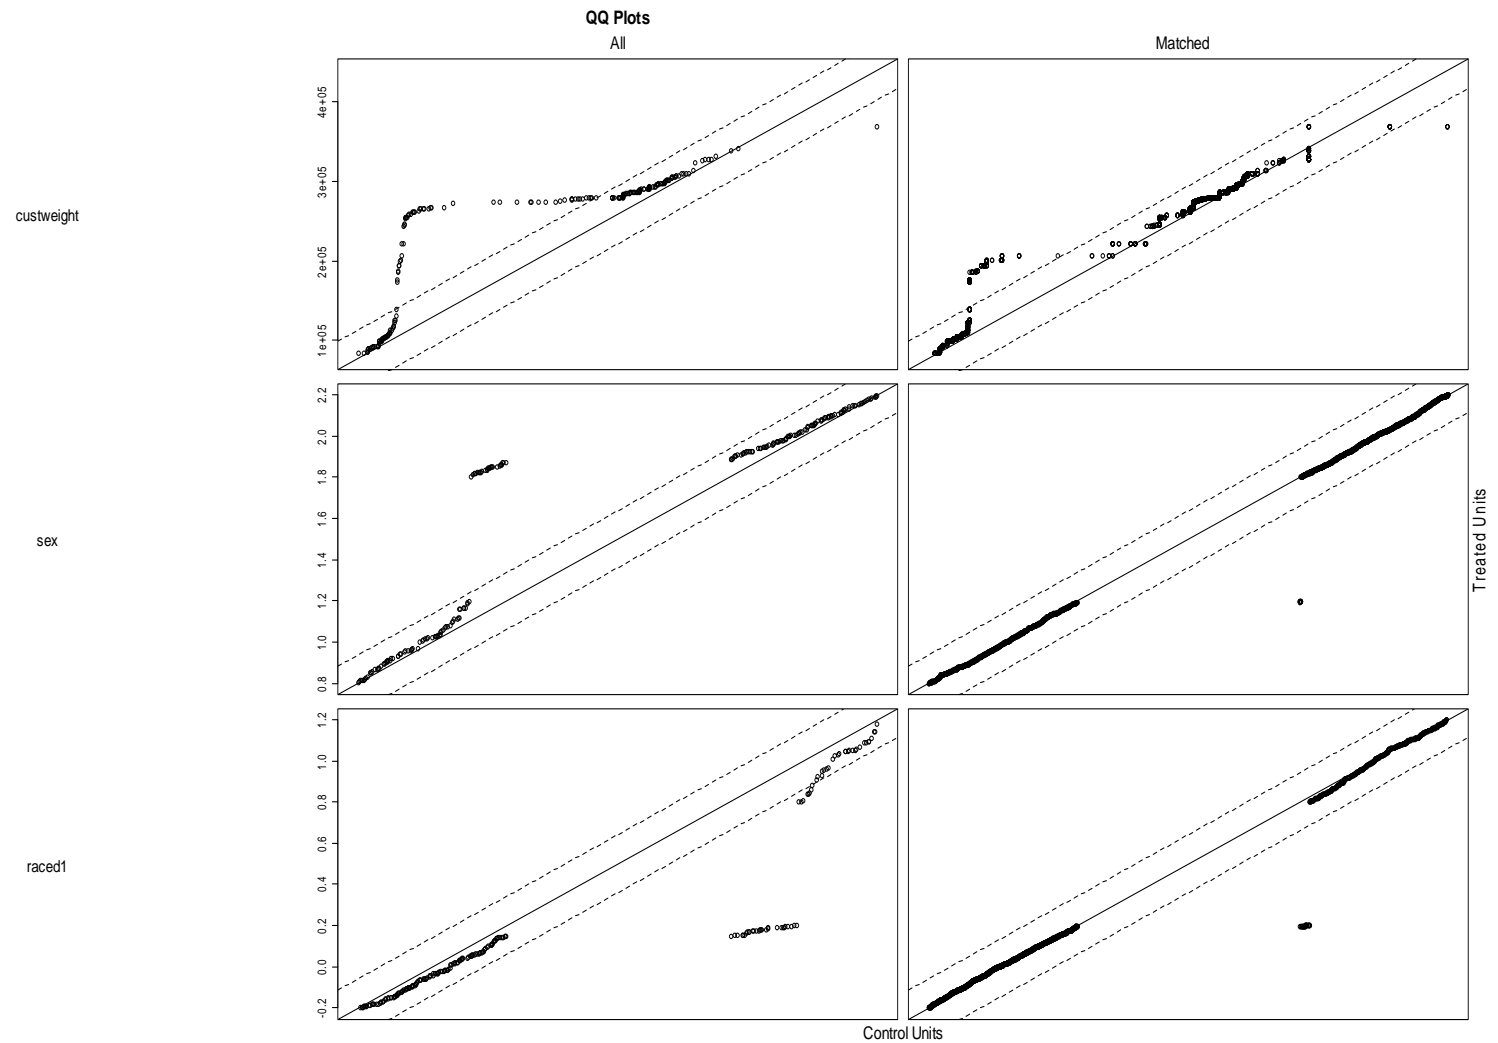 QQ Plots
All
Matched
custweight
4e+05
3e+05
2e+05
1e+05
sex
2.2
2.0
1.8
1.6
1.4
1.2
1.0
0.8
raced1
1.2
1.0
0.8
0.6
0.4
0.2
0.0
-0.2
Treated Units
Control Units